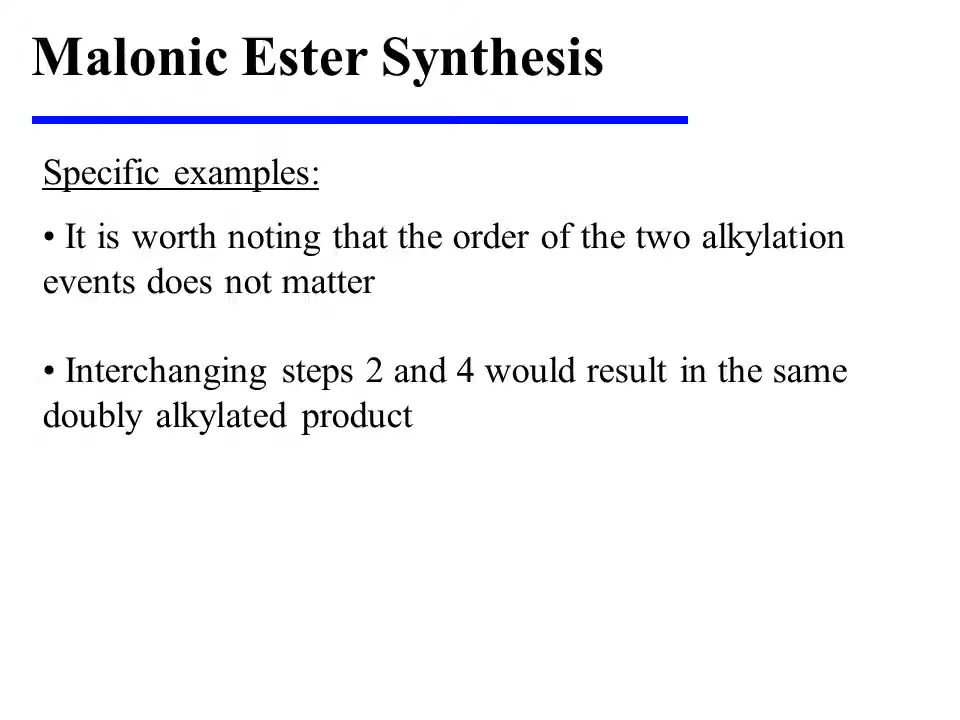 Malonic Ester Synthesis
Specific examples:
• It is worth noting that the order of the two alkylation
events does not matter
• Interchanging steps 2 and 4 would result in the same
doubly alkylated product